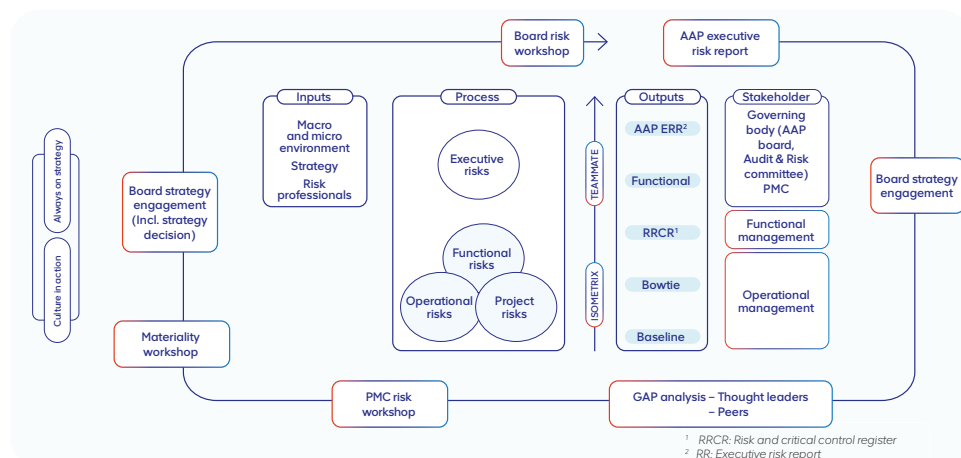 Board risk
workshop
AAP executive
risk report
Always on strategy
Culture in action
Board strategy
engagement
(Incl. strategy
decision)
Materiality
workshop
Inputs
Macro
and micro
environment
Strategy
Risk
professionals
Process
Executive
risks
Functional
risks
Operational
risks
Project
risks
TEAMMATE
ISOMETRIX
Outputs
AAP ERR²
Functional
RRCR¹
Bowtie
Baseline
Stakeholder
Governing
body (AAP
board,
Audit & Risk
committee)
PMC
Functional
management
Operational
management
Board strategy
engagement
PMC risk
workshop
GAP analysis – Thought leaders
– Peers
¹ RRCR: Risk and critical control register
² RR: Executive risk report